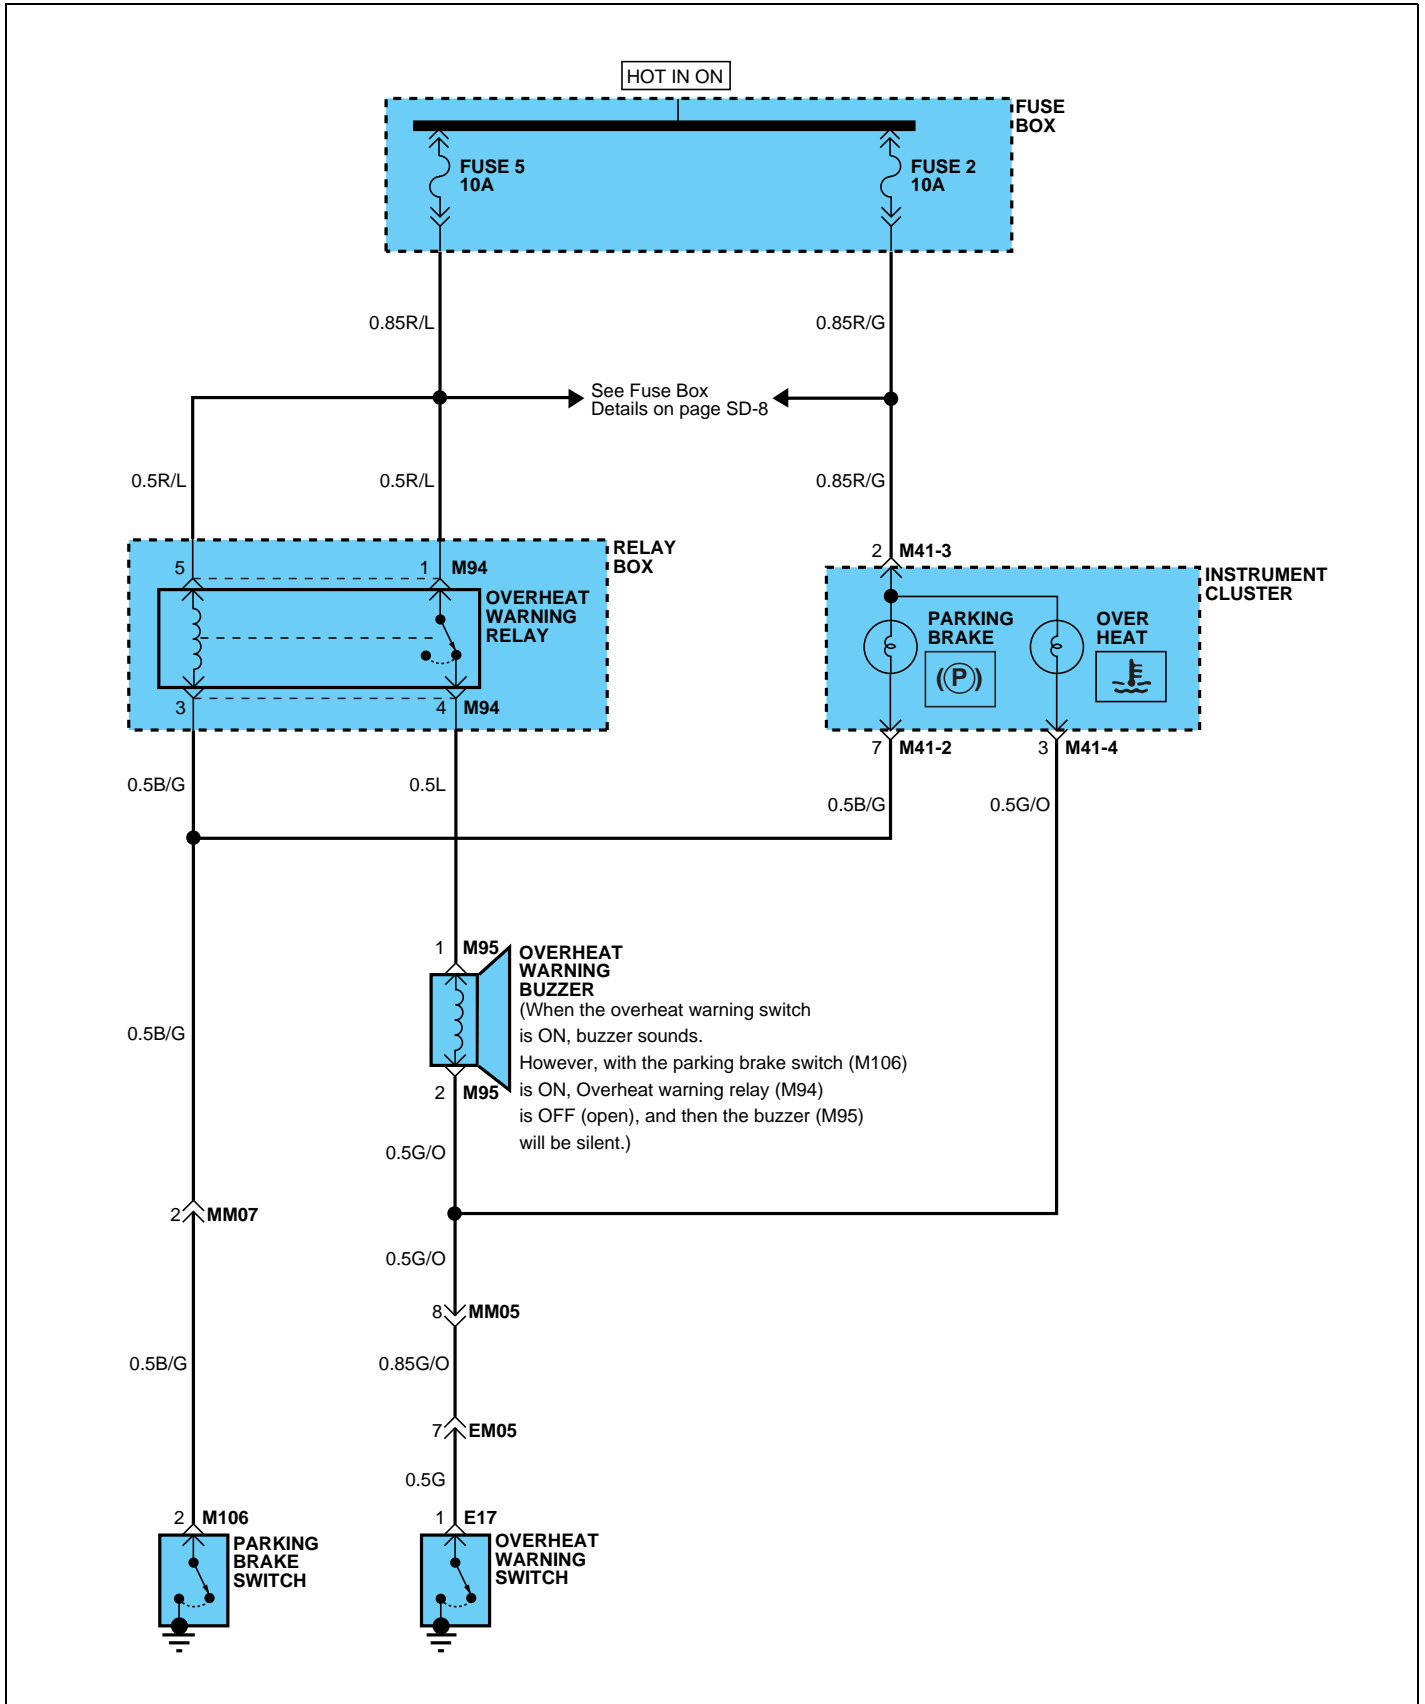 HOT IN ON
FUSE
BOX
FUSE 5
10A
FUSE 2
10A
0.85R/L
0.85R/G
See Fuse Box
Details on page SD-8
0.5R/L
0.5R/L
0.85R/G
RELAY
BOX
5
1
M94
OVERHEAT
WARNING
RELAY
3
4
M94
2
M41-3
INSTRUMENT
CLUSTER
PARKING
BRAKE
(P)
OVER
HEAT
7
M41-2
3
M41-4
0.5B/G
0.5L
0.5B/G
0.5G/O
1
M95
OVERHEAT
WARNING
BUZZER
(When the overheat warning switch
is ON, buzzer sounds.
However, with the parking brake switch (M106)
is ON, Overheat warning relay (M94)
is OFF (open), and then the buzzer (M95)
will be silent.)
2
M95
0.5B/G
0.5G/O
2
MM07
0.5G/O
8
MM05
0.5B/G
0.85G/O
7
EM05
0.5G
2
M106
PARKING
BRAKE
SWITCH
1
E17
OVERHEAT
WARNING
SWITCH